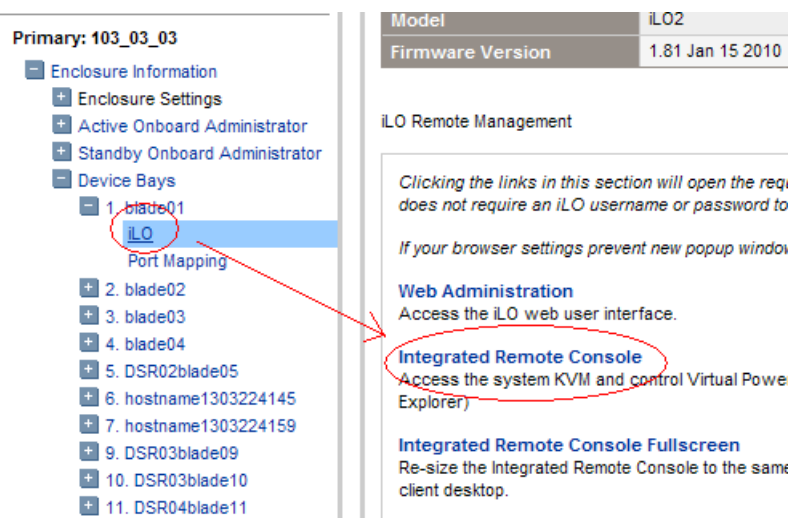 Primary: 103_03_03
Enclosure Information
Enclosure Settings
Active Onboard Administrator
Standby Onboard Administrator
Device Bays
1. blade01
iLO
Port Mapping
2. blade02
3. blade03
4. blade04
5. DSR02blade05
6. hostname1303224145
7. hostname1303224159
9. DSR03blade09
10. DSR03blade10
11. DSR04blade11
Model iLO2
Firmware Version 1.81 Jan 15 2010
iLO Remote Management
Clicking the links in this section will open the requ
does not require an iLO username or password to
If your browser settings prevent new popup window
Web Administration
Access the iLO web user interface.
Integrated Remote Console
Access the system KVM and control Virtual Power
Explorer)
Integrated Remote Console Fullscreen
Re-size the Integrated Remote Console to the same
client desktop.